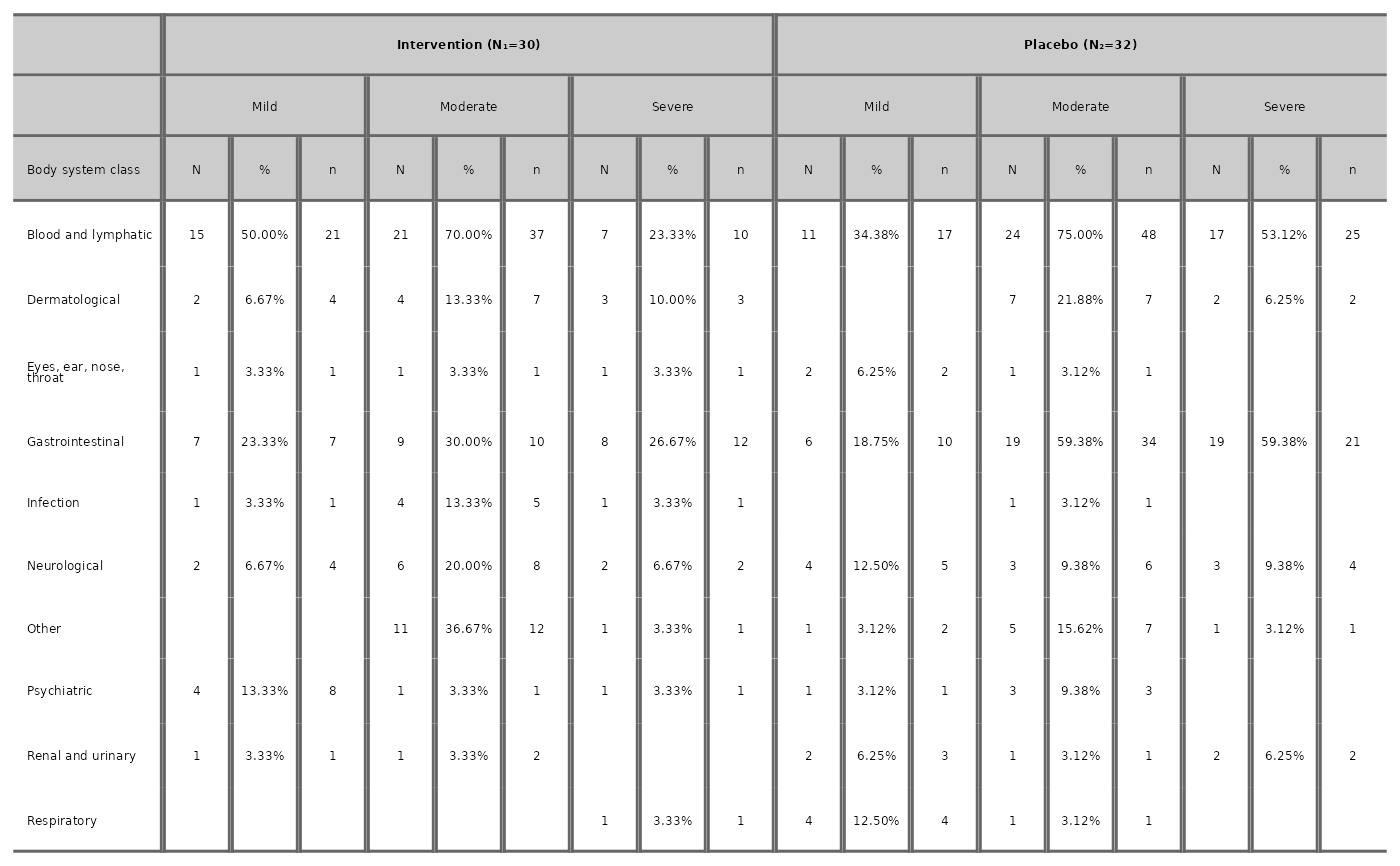 Intervention (N₁=30) Placebo (N₂=32)
Mild Moderate Severe Mild Moderate Severe
Body system class N % n N % n N % n N % n N % n N % n
Blood and lymphatic 15 50.00% 21 21 70.00% 37 7 23.33% 10 11 34.38% 17 24 75.00% 48 17 53.12% 25
Dermatological 2 6.67% 4 4 13.33% 7 3 10.00% 3 7 21.88% 7 2 6.25% 2
Eyes, ear, nose,
throat 1 3.33% 1 1 3.33% 1 1 3.33% 1 2 6.25% 2 1 3.12% 1
Gastrointestinal 7 23.33% 7 9 30.00% 10 8 26.67% 12 6 18.75% 10 19 59.38% 34 19 59.38% 21
Infection 1 3.33% 1 4 13.33% 5 1 3.33% 1 1 3.12% 1
Neurological 2 6.67% 4 6 20.00% 8 2 6.67% 2 4 12.50% 5 3 9.38% 6 3 9.38% 4
Other 11 36.67% 12 1 3.33% 1 1 3.12% 2 5 15.62% 7 1 3.12% 1
Psychiatric 4 13.33% 8 1 3.33% 1 1 3.33% 1 1 3.12% 1 3 9.38% 3
Renal and urinary 1 3.33% 1 1 3.33% 2 2 6.25% 3 1 3.12% 1 2 6.25% 2
Respiratory 1 3.33% 1 4 12.50% 4 1 3.12% 1